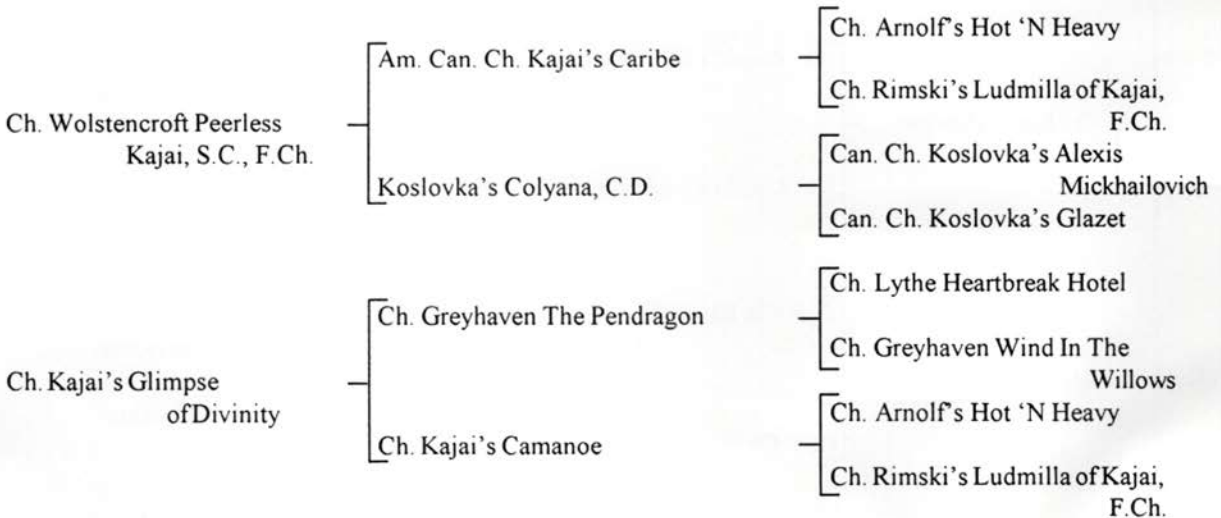 Ch. Wolstencroft Peerless
Kajai, S.C., F.Ch.
Am. Can. Ch. Kajai's Caribe
Koslovka's Colyana, C.D.
Ch. Arnolf's Hot ‘N Heavy
Ch. Rimski's Ludmilla of Kajai,
F.Ch.
Can. Ch. Koslovka's Alexis
Mickhailovich
Can. Ch. Koslovka's Glazet
Ch. Kajai's Glimpse
of Divinity
Ch. Greyhaven The Pendragon
Ch. Kajai's Camanoe
Ch. Lythe Heartbreak Hotel
Ch. Greyhaven Wind In The
Willows
Ch. Arnolf's Hot ‘N Heavy
Ch. Rimski's Ludmilla of Kajai,
F.Ch.